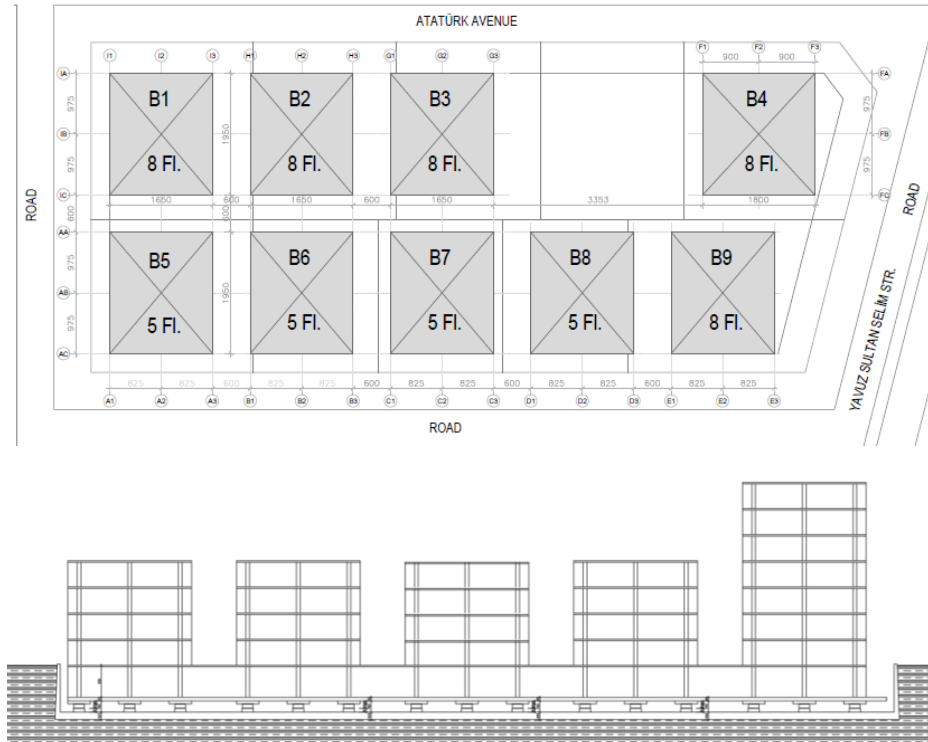 ATATÜRK AVENUE
I1 I2 I3 H1 H2 H3 G1 G2 G3 F1 F2 F3
900 900
IA FA
B1 B2 B3 B4
975 975
1950
IB FB
975 975
8 Fl. 8 Fl. 8 Fl. 8 Fl.
IC FC
1650 600 1650 600 1650 3353 1800
ROAD
600 600
ROAD
AA
B5 B6 B7 B8 B9
975
1950
AB
975
5 Fl. 5 Fl. 5 Fl. 5 Fl. 8 Fl.
AC
YAVUZ SULTAN SELİM STR.
825 825 600 825 825 600 825 825 600 825 825 600 825 825
A1 A2 A3 B1 B2 B3 C1 C2 C3 D1 D2 D3 E1 E2 E3
ROAD